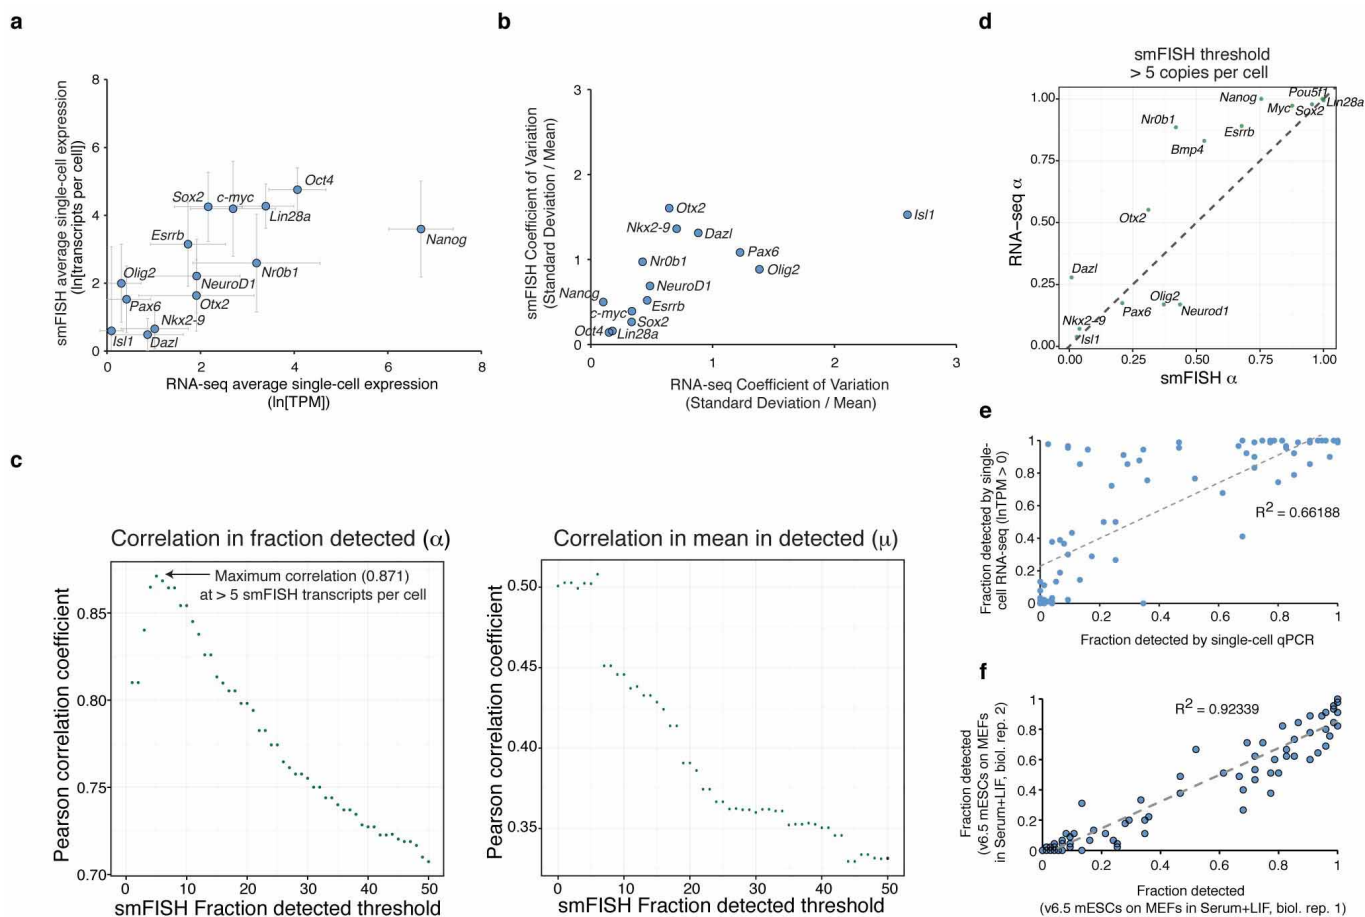 a
smFISH average single-cell expression
(ln[transcripts per cell])
8
6
4
2
0
0
2
4
6
8
Sox2
c-myc
Oct4
Lin28a
Nanog
Esrrb
Nr0b1
Olig2
NeuroD1
Pax6
Otx2
Nkx2-9
Isl1
Dazl
RNA-seq average single-cell expression
(ln[TPM])
b
smFISH Coefficient of Variation
(Standard Deviation / Mean)
3
2
1
0
0
1
2
3
Otx2
Isl1
Nkx2-9
Dazl
Pax6
Nr0b1
Olig2
NeuroD1
Nanog
Esrrb
c-myc
Sox2
Oct4
Lin28a
RNA-seq Coefficient of Variation
(Standard Deviation / Mean)
c
Correlation in fraction detected (α)
Maximum correlation (0.871)
at > 5 smFISH transcripts per cell
Pearson correlation coefficient
0.85
0.80
0.75
0.70
0
10
20
30
40
50
smFISH Fraction detected threshold
Correlation in mean in detected (μ)
Pearson correlation coefficient
0.50
0.45
0.40
0.35
0
10
20
30
40
50
smFISH Fraction detected threshold
d
smFISH threshold
> 5 copies per cell
RNA−seq α
1.00
0.75
0.50
0.25
0.00
0.00
0.25
0.50
0.75
1.00
Pou5f1
Nanog
Myc
Sox2
Lin28a
Nr0b1
Esrrb
Bmp4
Otx2
Dazl
Olig2
Pax6
Neurod1
Nkx2−9
Isl1
smFISH α
e
Fraction detected by single-
cell RNA-seq (lnTPM > 0)
1
0.8
0.6
0.4
0.2
0
0
0.2
0.4
0.6
0.8
1
R2 = 0.66188
Fraction detected by single-cell qPCR
f
Fraction detected
(v6.5 mESCs on MEFs
in Serum+LIF, biol. rep. 2)
1
0.8
0.6
0.4
0.2
0
0
0.2
0.4
0.6
0.8
1
R2 = 0.92339
Fraction detected
(v6.5 mESCs on MEFs in Serum+LIF, biol. rep. 1)